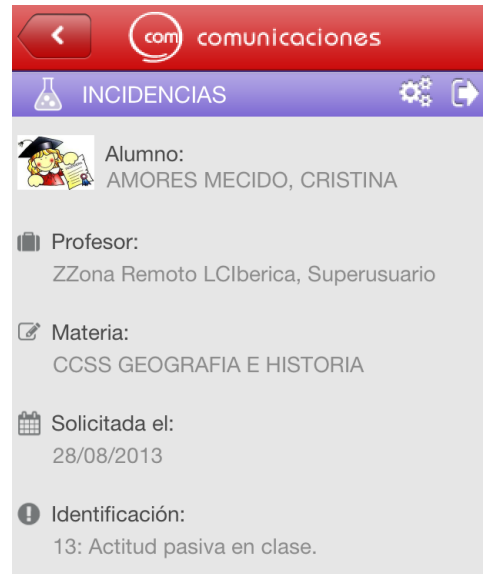 com comunicaciones
INCIDENCIAS
Alumno:
AMORES MECIDO, CRISTINA
Profesor:
ZZona Remoto LCIberica, Superusuario
Materia:
CCSS GEOGRAFIA E HISTORIA
Solicitada el:
28/08/2013
Identificación:
13: Actitud pasiva en clase.